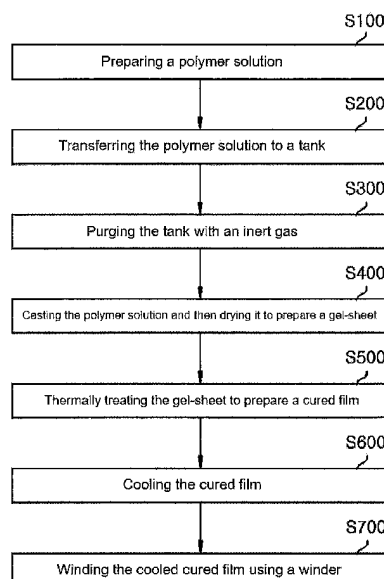 S100
Preparing a polymer solution
S200
Transferring the polymer solution to a tank
S300
Purging the tank with an inert gas
S400
Casting the polymer solution and then drying it to prepare a gel-sheet
S500
Thermally treating the gel-sheet to prepare a cured film
S600
Cooling the cured film
S700
Winding the cooled cured film using a winder